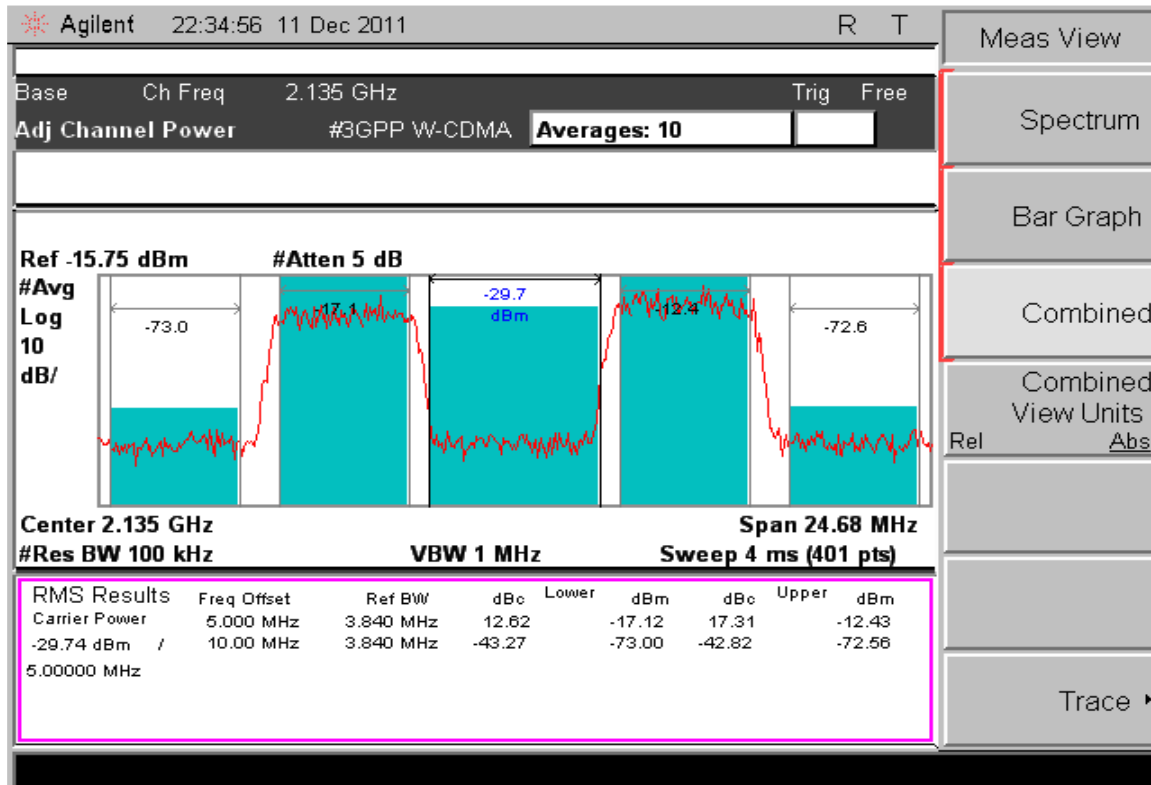 Agilent 22:34:56 11 Dec 2011 R T
Meas View
Base Ch Freq 2.135 GHz Trig Free
Adj Channel Power #3GPP W-CDMA Averages: 10
Spectrum
Bar Graph
Combined
Combined
View Units
Rel Abs
Trace
Ref -15.75 dBm #Atten 5 dB
#Avg
Log
10
dB/
-73.0 -17.1 -29.7 -12.4 -72.6
dBm
Center 2.135 GHz Span 24.68 MHz
#Res BW 100 kHz VBW 1 MHz Sweep 4 ms (401 pts)
RMS Results Freq Offset Ref BW dBc Lower dBm dBc Upper dBm
Carrier Power 5.000 MHz 3.840 MHz 12.62 -17.12 17.31 -12.43
-29.74 dBm / 10.00 MHz 3.840 MHz -43.27 -73.00 -42.82 -72.56
5.00000 MHz